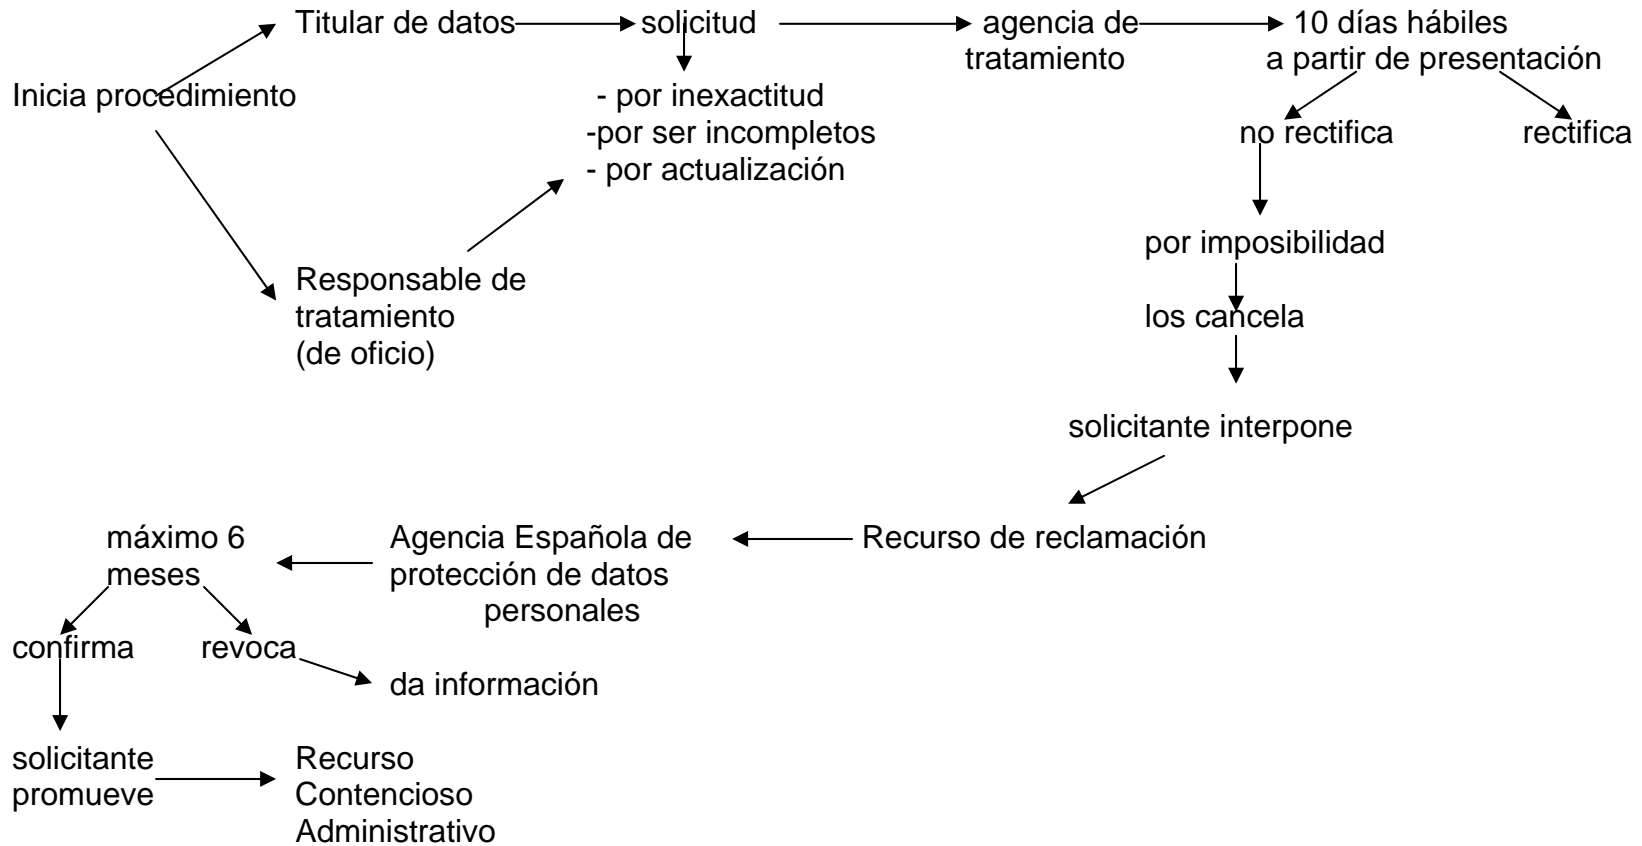 Titular de datos
solicitud
agencia de
tratamiento
10 días hábiles
a partir de presentación
Inicia procedimiento
- por inexactitud
-por ser incompletos
- por actualización
no rectifica
rectifica
Responsable de
tratamiento
(de oficio)
por imposibilidad
los cancela
solicitante interpone
Recurso de reclamación
Agencia Española de
protección de datos
personales
máximo 6
meses
confirma
revoca
da información
solicitante
promueve
Recurso
Contencioso
Administrativo